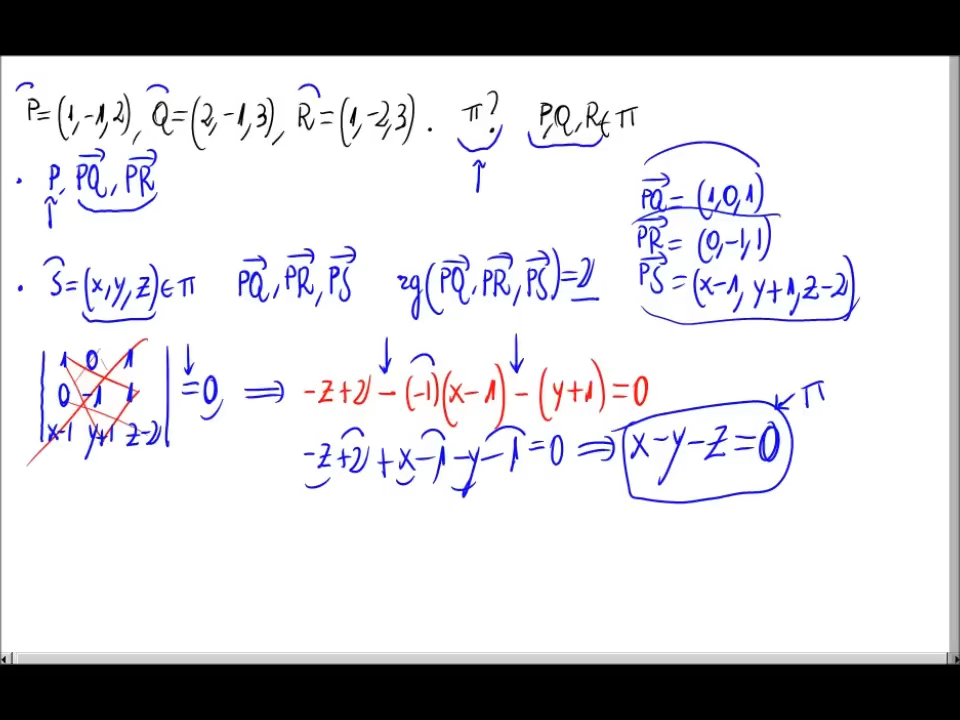 P=(1,-1,2), Q=(2,-1,3), R=(1,-2,3). π? P,Q,R∈π
· P, PQ⃗, PR⃗
PQ⃗ = (1,0,1)
PR⃗ = (0,-1,1)
PS⃗ = (x-1, y+1, z-2)
· S=(x,y,z)∈π PQ⃗, PR⃗, PS⃗ rg(PQ⃗, PR⃗, PS⃗)=2
| 1 0 1 |
| 0 -1 1 | =0 ⟹ -z+2-(-1)(x-1)-(y+1)=0
| x-1 y+1 z-2 |
-z+2+x-1-y-1=0 ⟹ x-y-z=0 ← π